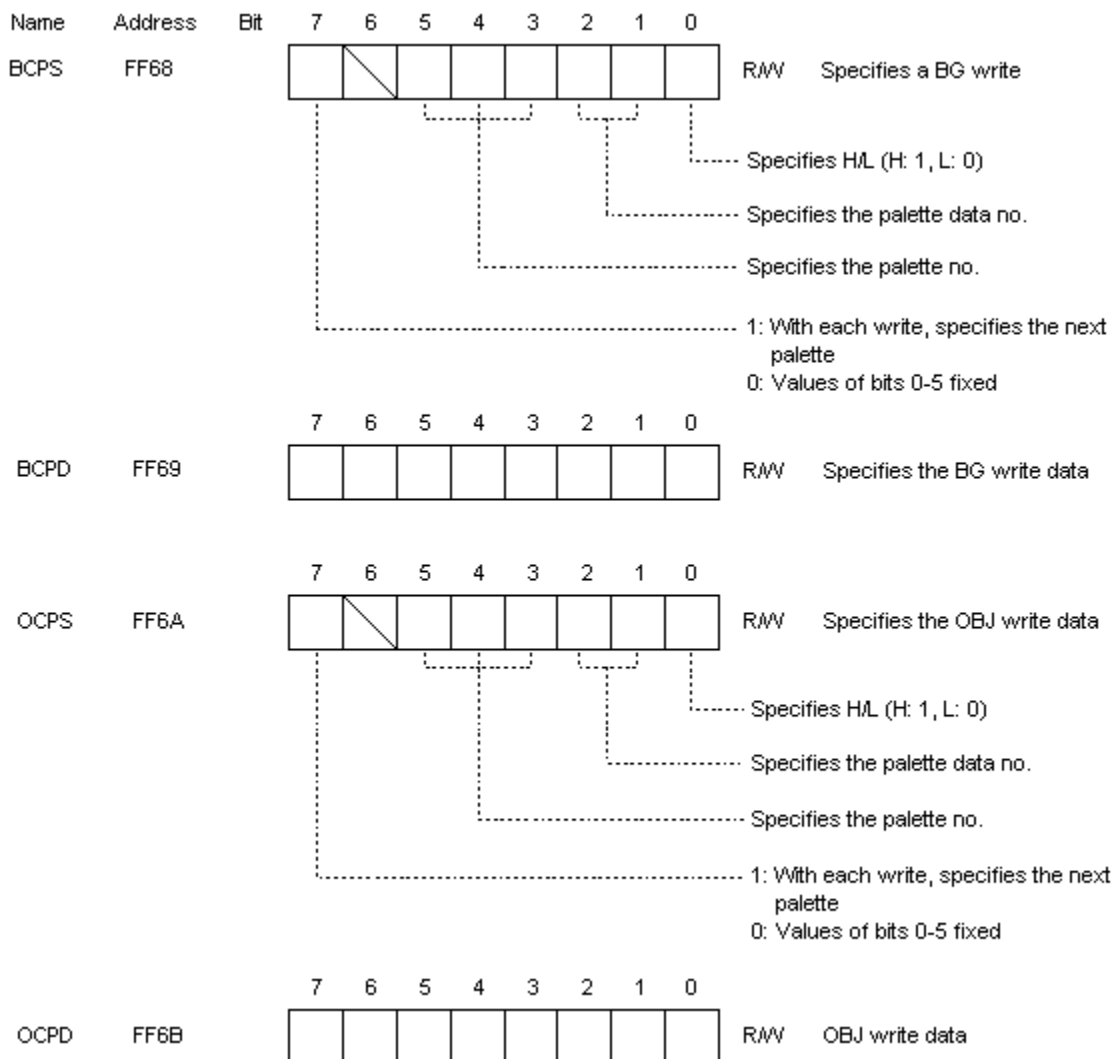 Name Address Bit 7 6 5 4 3 2 1 0
BCPS FF68 R/W Specifies a BG write
Specifies H/L (H: 1, L: 0)
Specifies the palette data no.
Specifies the palette no.
1: With each write, specifies the next
palette
0: Values of bits 0-5 fixed
7 6 5 4 3 2 1 0
BCPD FF69 R/W Specifies the BG write data
7 6 5 4 3 2 1 0
OCPS FF6A R/W Specifies the OBJ write data
Specifies H/L (H: 1, L: 0)
Specifies the palette data no.
Specifies the palette no.
1: With each write, specifies the next
palette
0: Values of bits 0-5 fixed
7 6 5 4 3 2 1 0
OCPD FF6B R/W OBJ write data